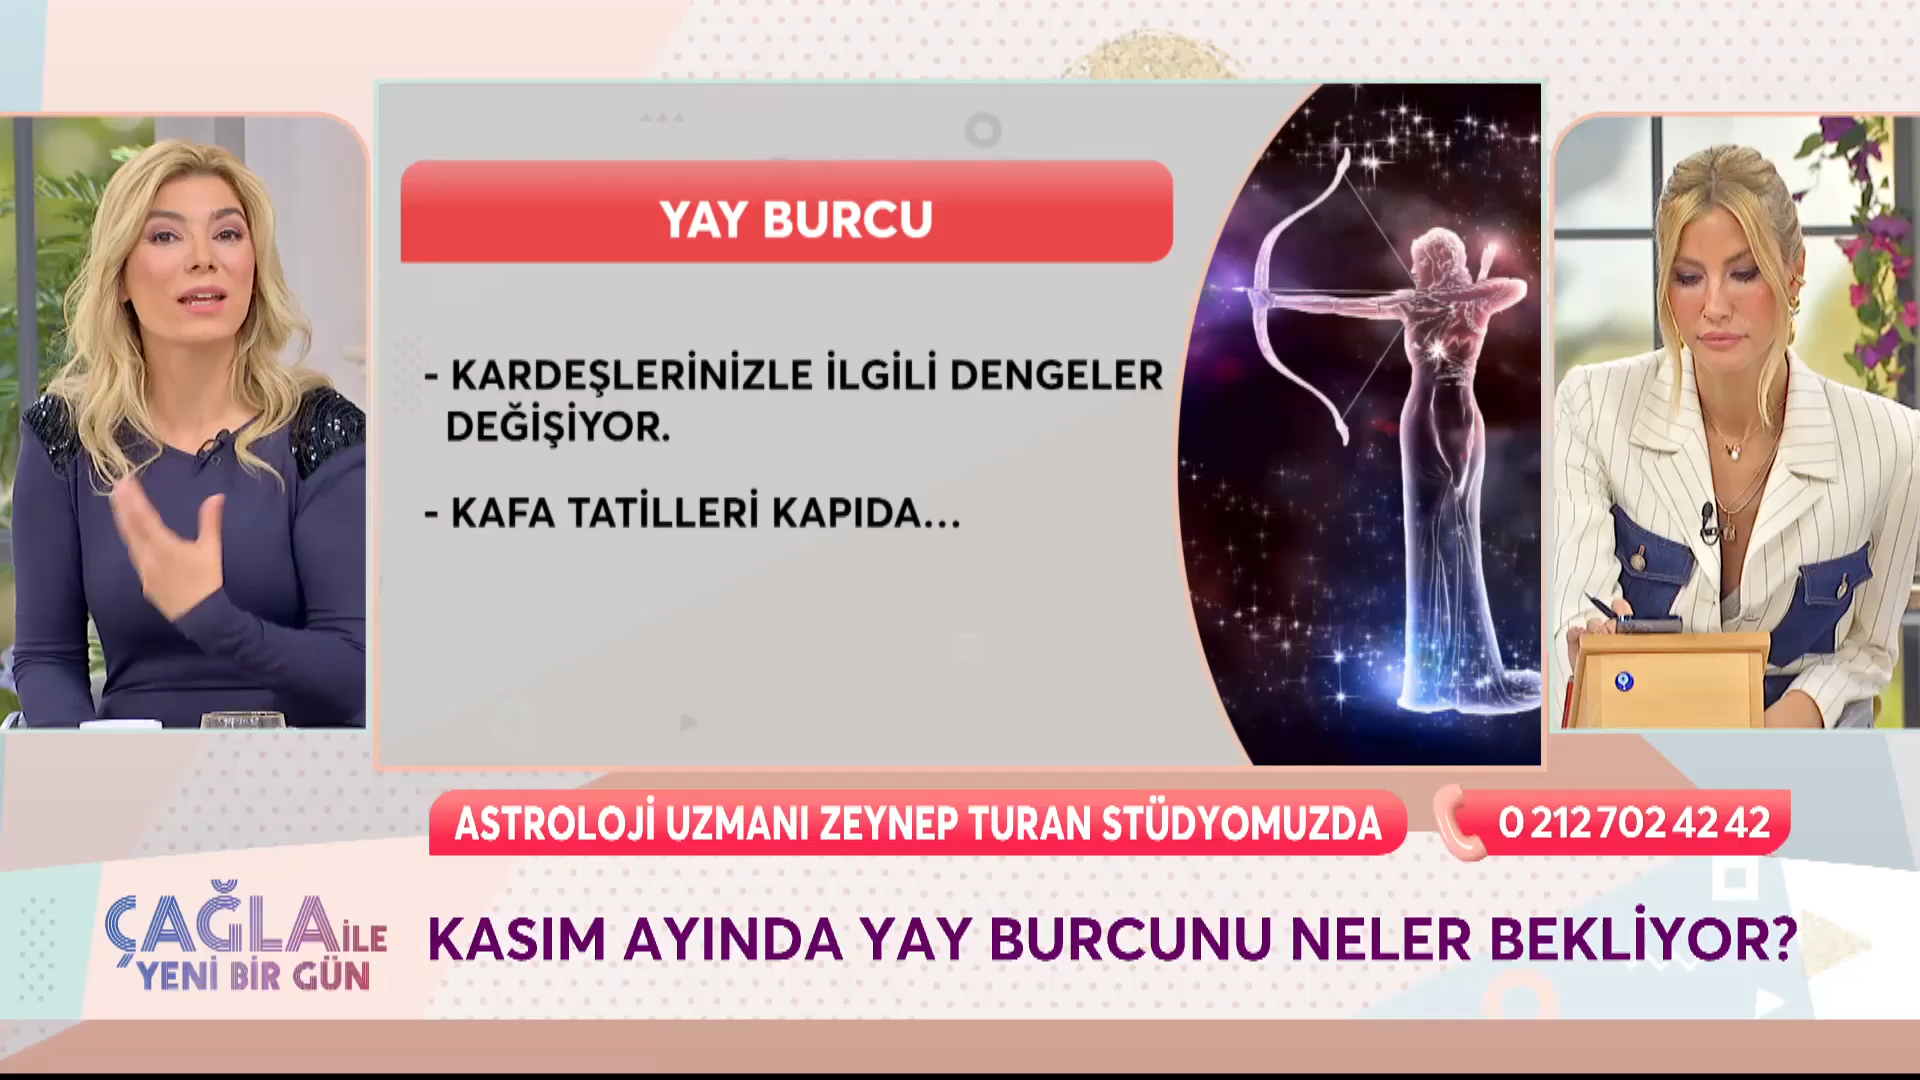 YAY BURCU
- KARDEŞLERİNİZLE İLGİLİ DENGELER
DEĞİŞİYOR.
- KAFA TATİLLERİ KAPIDA...
ASTROLOJİ UZMANI ZEYNEP TURAN STÜDYOMUZDA
0 212 702 42 42
ÇAĞLA İLE
YENİ BİR GÜN
KASIM AYINDA YAY BURCUNU NELER BEKLİYOR?